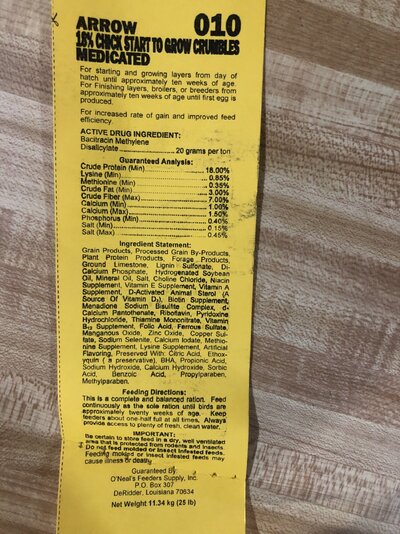 ARROW 010
18% CHICK START TO GROW CRUMBLES
MEDICATED
For starting and growing layers from day of
hatch until approximately ten weeks of age.
For Finishing layers, broilers, or breeders from
approximately ten weeks of age until first egg is
produced.
For increased rate of gain and improved feed
efficiency.
ACTIVE DRUG INGREDIENT:
Bacitracin Methylene
Disalicylate.....................20 grams per ton
Guaranteed Analysis:
Crude Protein (Min)..............................18.00%
Lysine (Min)..............................0.85%
Methionine (Min)..............................0.35%
Crude Fat (Min)..............................3.00%
Crude Fiber (Max)..............................7.00%
Calcium (Min)..............................1.00%
Calcium (Max)..............................1.50%
Phosphorus (Min)..............................0.40%
Salt (Min)..............................0.15%
Salt (Max)..............................0.45%
Ingredient Statement:
Grain Products, Processed Grain By-Products,
Plant Protein Products, Forage Products,
Ground Limestone, Lignin Sulfonate, Di-
Calcium Phosphate, Hydrogenated Soybean
Oil, Mineral Oil, Salt, Choline Chloride, Niacin
Supplement, Vitamin E Supplement, Vitamin A
Supplement, D-Activated Animal Sterol (A
Source Of Vitamin D₃), Biotin Supplement,
Menadione Sodium Bisulfite Complex, d-
Calcium Pantothenate, Riboflavin, Pyridoxine
Hydrochloride, Thiamine Mononitrate, Vitamin
B₁₂ Supplement, Folic Acid, Ferrous Sulfate,
Manganous Oxide, Zinc Oxide, Copper Sul-
fate, Sodium Selenite, Calcium Iodate, Methio-
nine Supplement, Lysine Supplement, Artificial
Flavoring, Preserved With: Citric Acid, Ethox-
yquin ( a preservative), BHA, Propionic Acid,
Sodium Hydroxide, Calcium Hydroxide, Sorbic
Acid, Benzoic Acid, Propylparaben,
Methylparaben.
Feeding Directions:
This is a complete and balanced ration. Feed
continuously as the sole ration until birds are
approximately twenty weeks of age. Keep
feeders about one-half full at all times. Always
provide access to plenty of fresh, clean water.
IMPORTANT:
Be certain to store feed in a dry, well ventilated
area that is protected from rodents and insects.
Do not feed molded or insect infested feeds.
Feeding molded or insect infested feeds may
cause illness or death.
Guaranteed By:
O'Neal's Feeders Supply, Inc.
P.O. Box 307
DeRidder, Louisiana 70634
Net Weight 11.34 kg (25 lb)